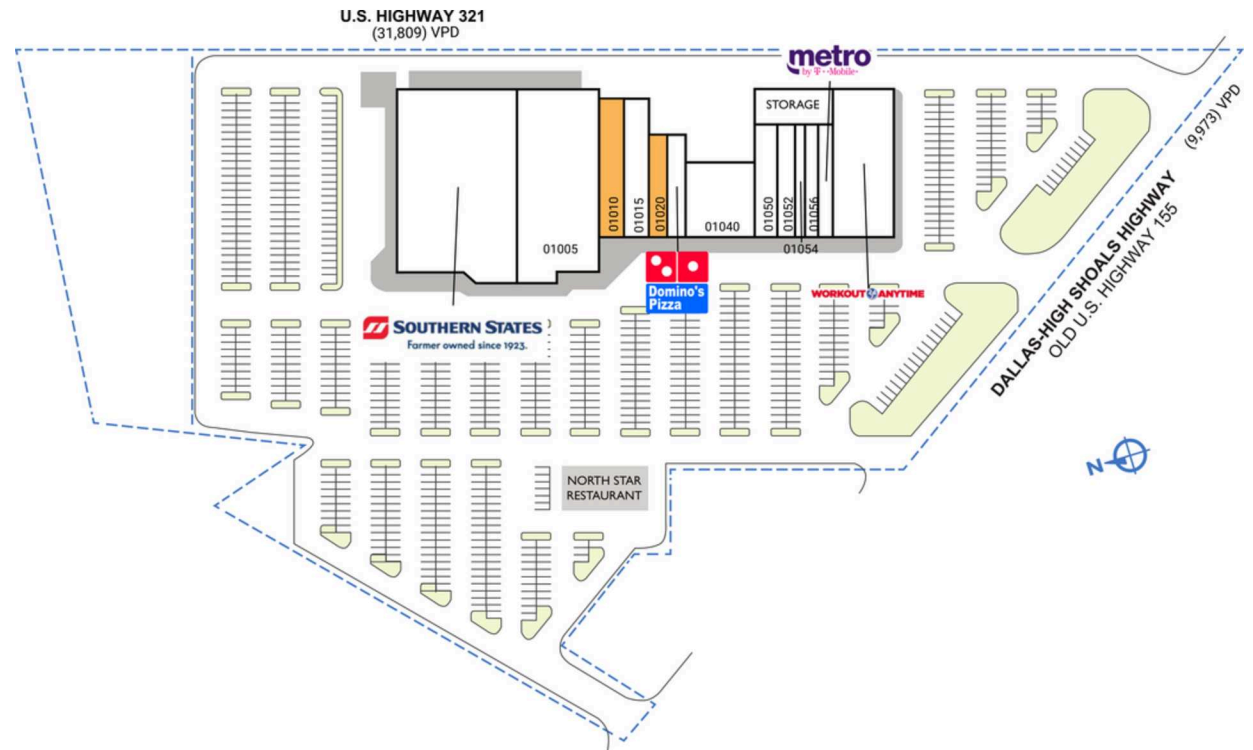 U.S. HIGHWAY 321
(31,809) VPD
metro
by T-Mobile
STORAGE
(9,973) VPD
DALLAS-HIGH SHOALS HIGHWAY
OLD U.S. HIGHWAY 155
01005
01010
01015
01020
01040
01050
01052
01054
01056
Domino's
Pizza
WORKOUT ANYTIME
SOUTHERN STATES
Farmer owned since 1923.
N
NORTH STAR
RESTAURANT